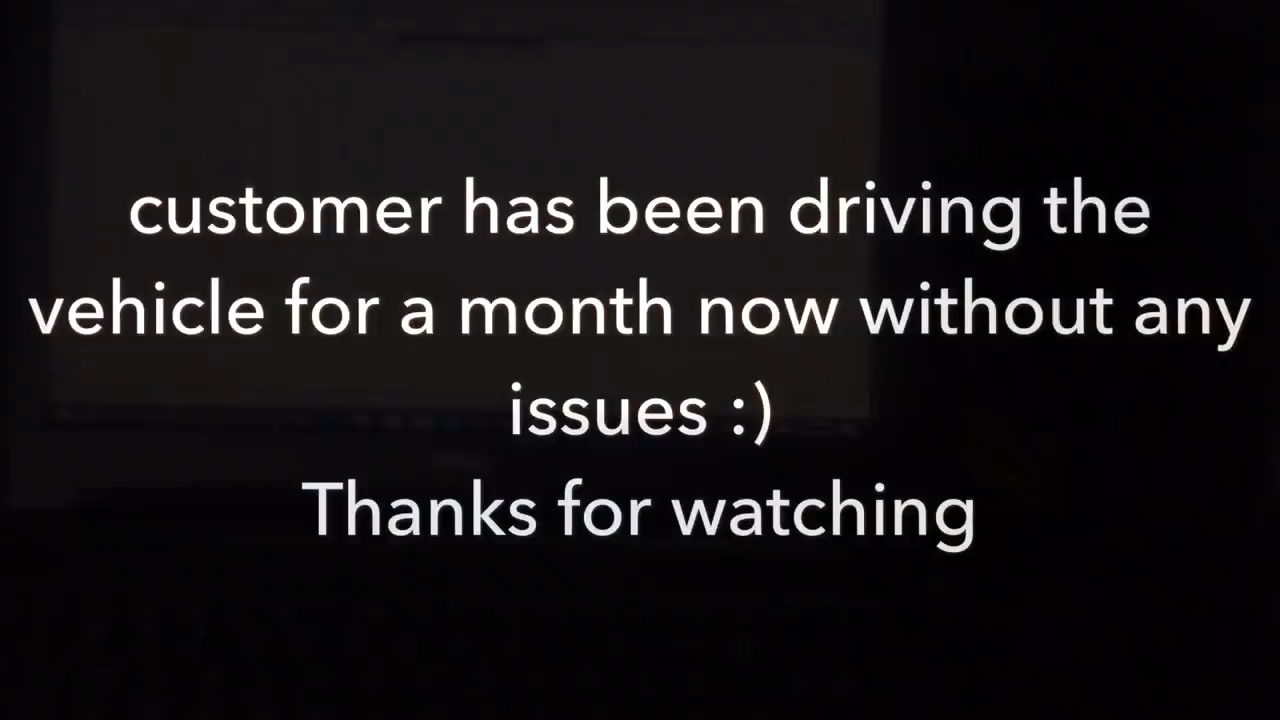 customer has been driving the
vehicle for a month now without any
issues :)
Thanks for watching